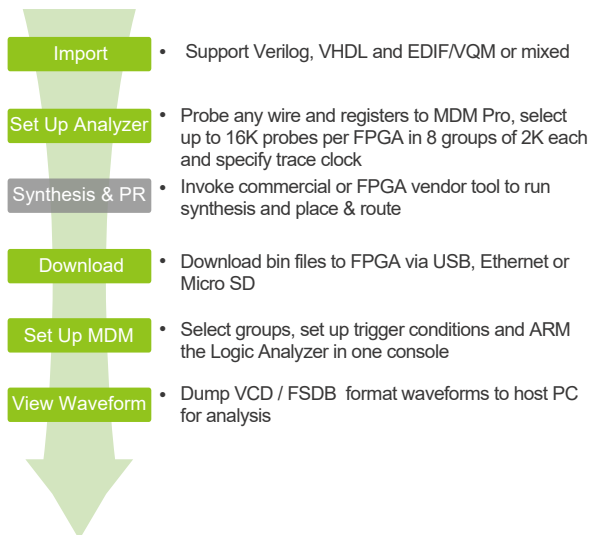 Import
• Support Verilog, VHDL and EDIF/VQM or mixed
Set Up Analyzer
• Probe any wire and registers to MDM Pro, select
up to 16K probes per FPGA in 8 groups of 2K each
and specify trace clock
Synthesis & PR
• Invoke commercial or FPGA vendor tool to run
synthesis and place & route
Download
• Download bin files to FPGA via USB, Ethernet or
Micro SD
Set Up MDM
• Select groups, set up trigger conditions and ARM
the Logic Analyzer in one console
View Waveform
• Dump VCD / FSDB format waveforms to host PC
for analysis